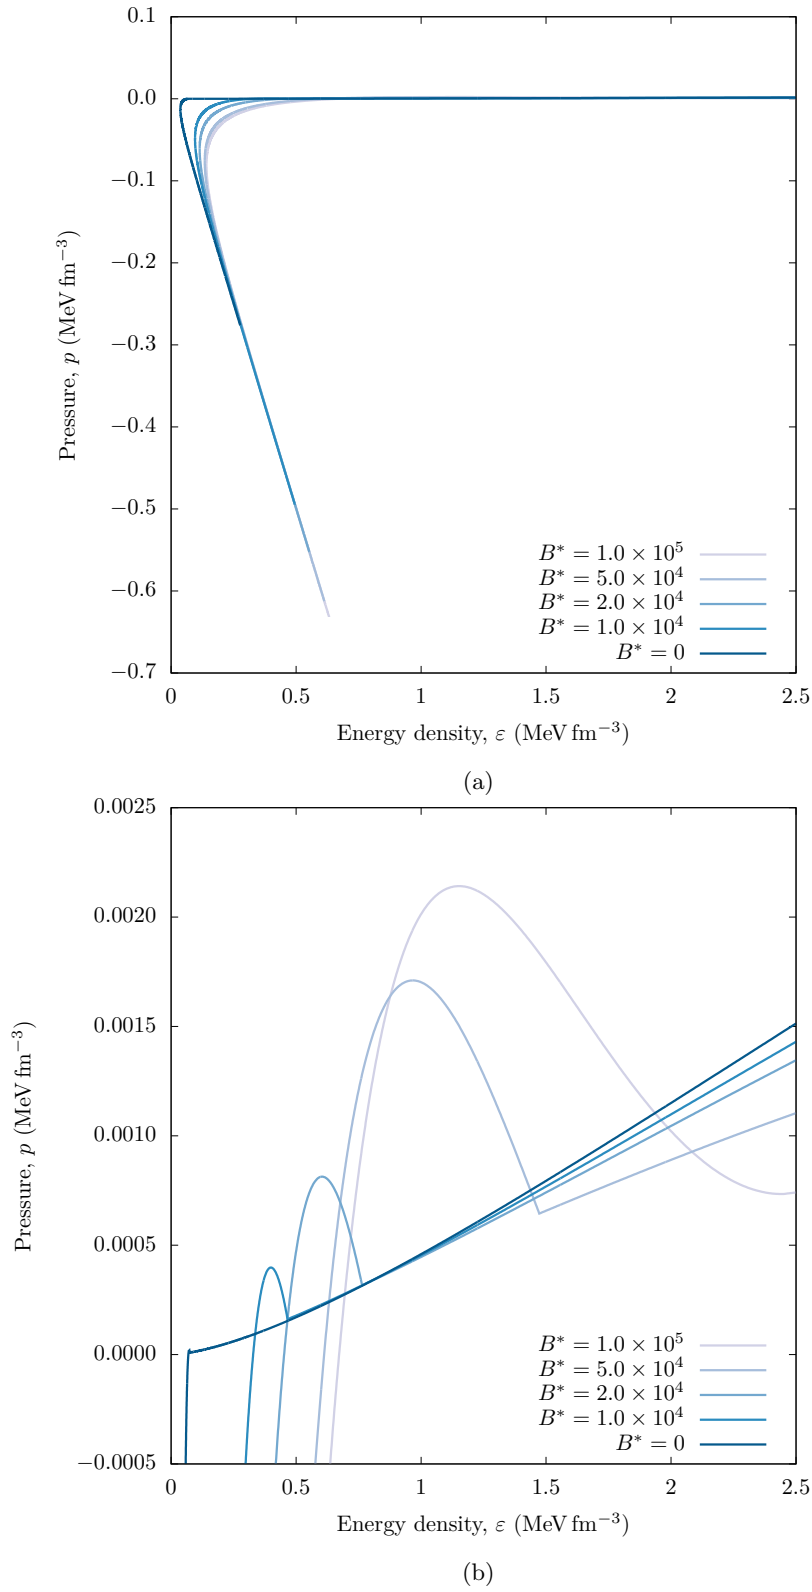 0.1
0.0
−0.1
−0.2
−0.3
−0.4
−0.5
−0.6
−0.7
Pressure, p (MeV fm⁻³)
B* = 1.0 × 10⁵
B* = 5.0 × 10⁴
B* = 2.0 × 10⁴
B* = 1.0 × 10⁴
B* = 0
0 0.5 1 1.5 2 2.5
Energy density, ε (MeV fm⁻³)
(a)
0.0025
0.0020
0.0015
0.0010
0.0005
0.0000
−0.0005
Pressure, p (MeV fm⁻³)
B* = 1.0 × 10⁵
B* = 5.0 × 10⁴
B* = 2.0 × 10⁴
B* = 1.0 × 10⁴
B* = 0
0 0.5 1 1.5 2 2.5
Energy density, ε (MeV fm⁻³)
(b)